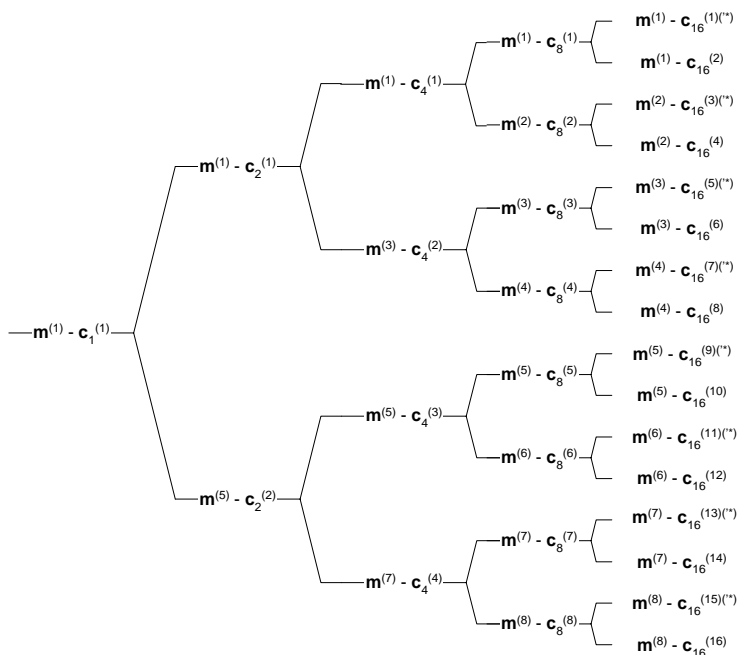 m(1) - c16(1)('*)
m(1) - c8(1)
m(1) - c16(2)
m(1) - c4(1)
m(2) - c16(3)('*)
m(2) - c8(2)
m(2) - c16(4)
m(1) - c2(1)
m(3) - c16(5)('*)
m(3) - c8(3)
m(3) - c16(6)
m(3) - c4(2)
m(4) - c16(7)('*)
m(4) - c8(4)
m(4) - c16(8)
m(1) - c1(1)
m(5) - c16(9)('*)
m(5) - c8(5)
m(5) - c16(10)
m(5) - c4(3)
m(6) - c16(11)('*)
m(6) - c8(6)
m(6) - c16(12)
m(5) - c2(2)
m(7) - c16(13)('*)
m(7) - c8(7)
m(7) - c16(14)
m(7) - c4(4)
m(8) - c16(15)('*)
m(8) - c8(8)
m(8) - c16(16)